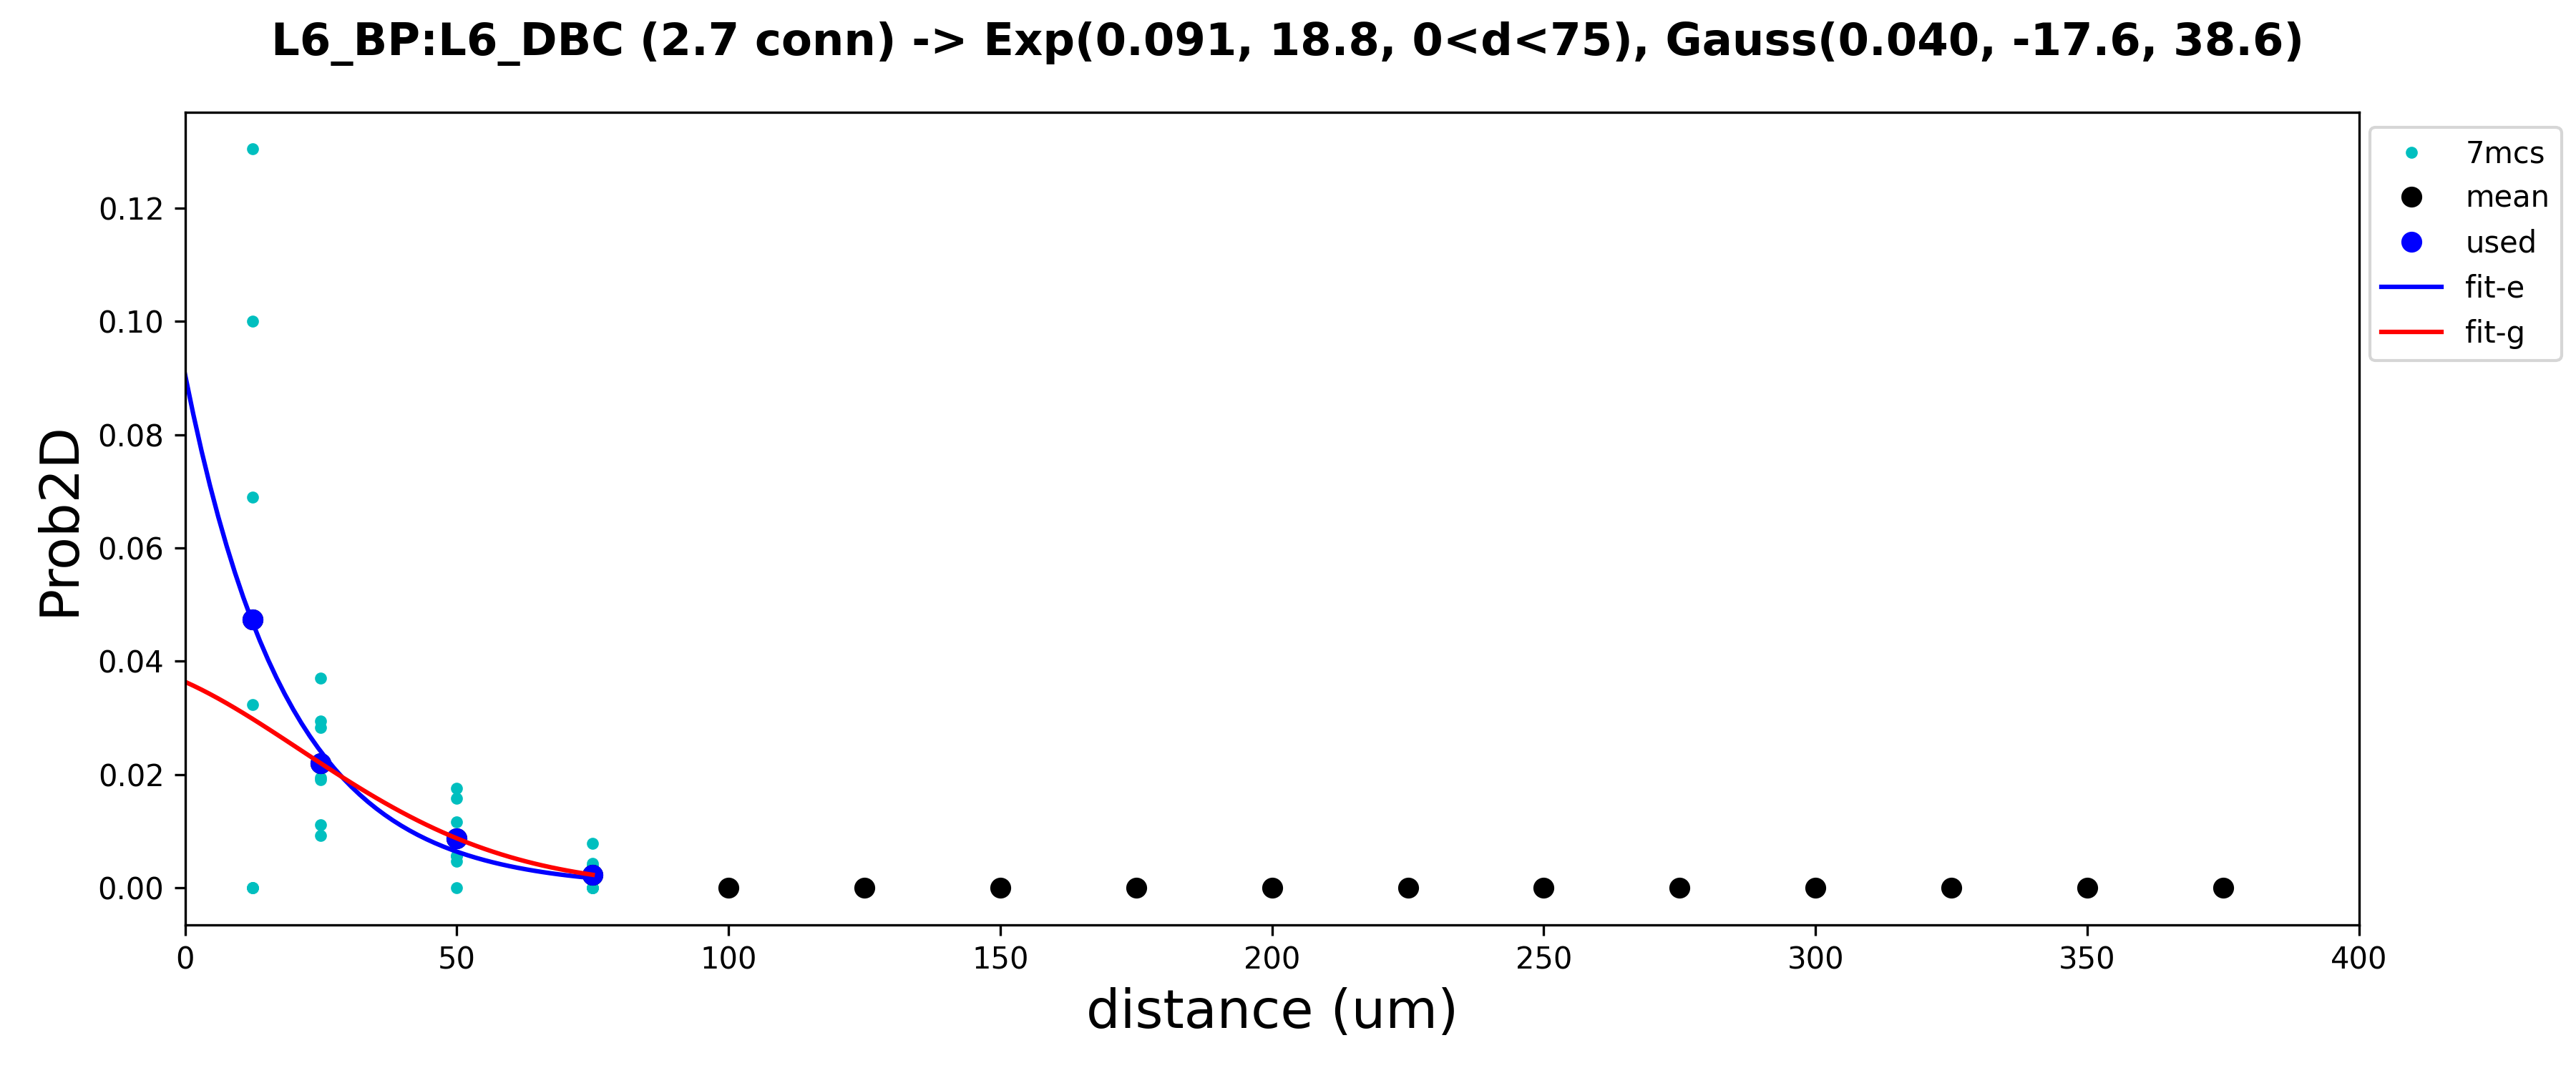 L6_BP:L6_DBC (2.7 conn) -> Exp(0.091, 18.8, 0<d<75), Gauss(0.040, -17.6, 38.6)
7mcs
mean
used
fit-e
fit-g
Prob2D
0.12
0.10
0.08
0.06
0.04
0.02
0.00
0 50 100 150 200 250 300 350 400
distance (um)